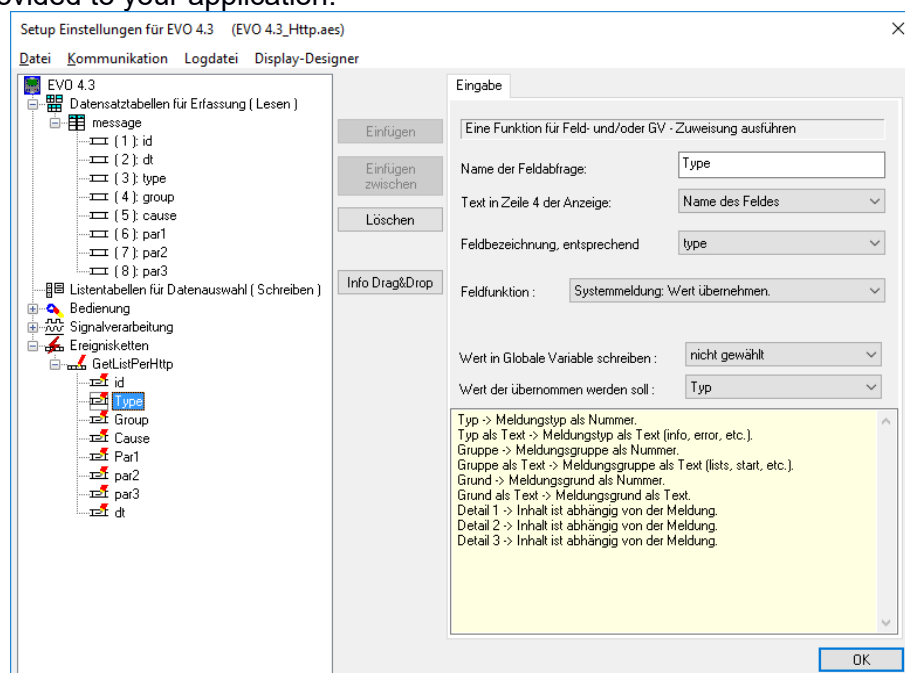 ovided to your application.
Setup Einstellungen für EVO 4.3 (EVO 4.3_Http.aes)
Datei Kommunikation Logdatei Display-Designer
EVO 4.3
Datensatztabellen für Erfassung ( Lesen )
message
( 1 ): id
( 2 ): dt
( 3 ): type
( 4 ): group
( 5 ): cause
( 6 ): par1
( 7 ): par2
( 8 ): par3
Listentabellen für Datenauswahl ( Schreiben )
Bedienung
Signalverarbeitung
Ereignisketten
GetListPerHttp
id
Type
Group
Cause
Par1
par2
par3
dt
Einfügen
Einfügen
zwischen
Löschen
Info Drag&Drop
Eingabe
Eine Funktion für Feld- und/oder GV - Zuweisung ausführen
Name der Feldabfrage: Type
Text in Zeile 4 der Anzeige: Name des Feldes
Feldbezeichnung, entsprechend type
Feldfunktion : Systemmeldung: Wert übernehmen.
Wert in Globale Variable schreiben : nicht gewählt
Wert der übernommen werden soll : Typ
Typ -> Meldungstyp als Nummer.
Typ als Text -> Meldungstyp als Text (info, error, etc.).
Gruppe -> Meldungsgruppe als Nummer.
Gruppe als Text -> Meldungsgruppe als Text (lists, start, etc.).
Grund -> Meldungsgrund als Nummer.
Grund als Text -> Meldungsgrund als Text.
Detail 1 -> Inhalt ist abhängig von der Meldung.
Detail 2 -> Inhalt ist abhängig von der Meldung.
Detail 3 -> Inhalt ist abhängig von der Meldung.
OK